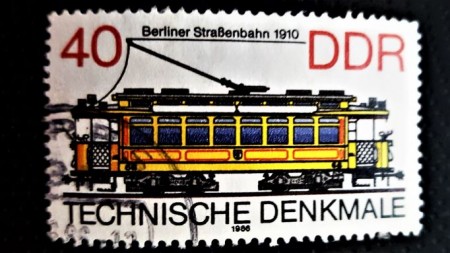 Berliner Straßenbahn 1910
40 DDR
TECHNISCHE DENKMALE
1986